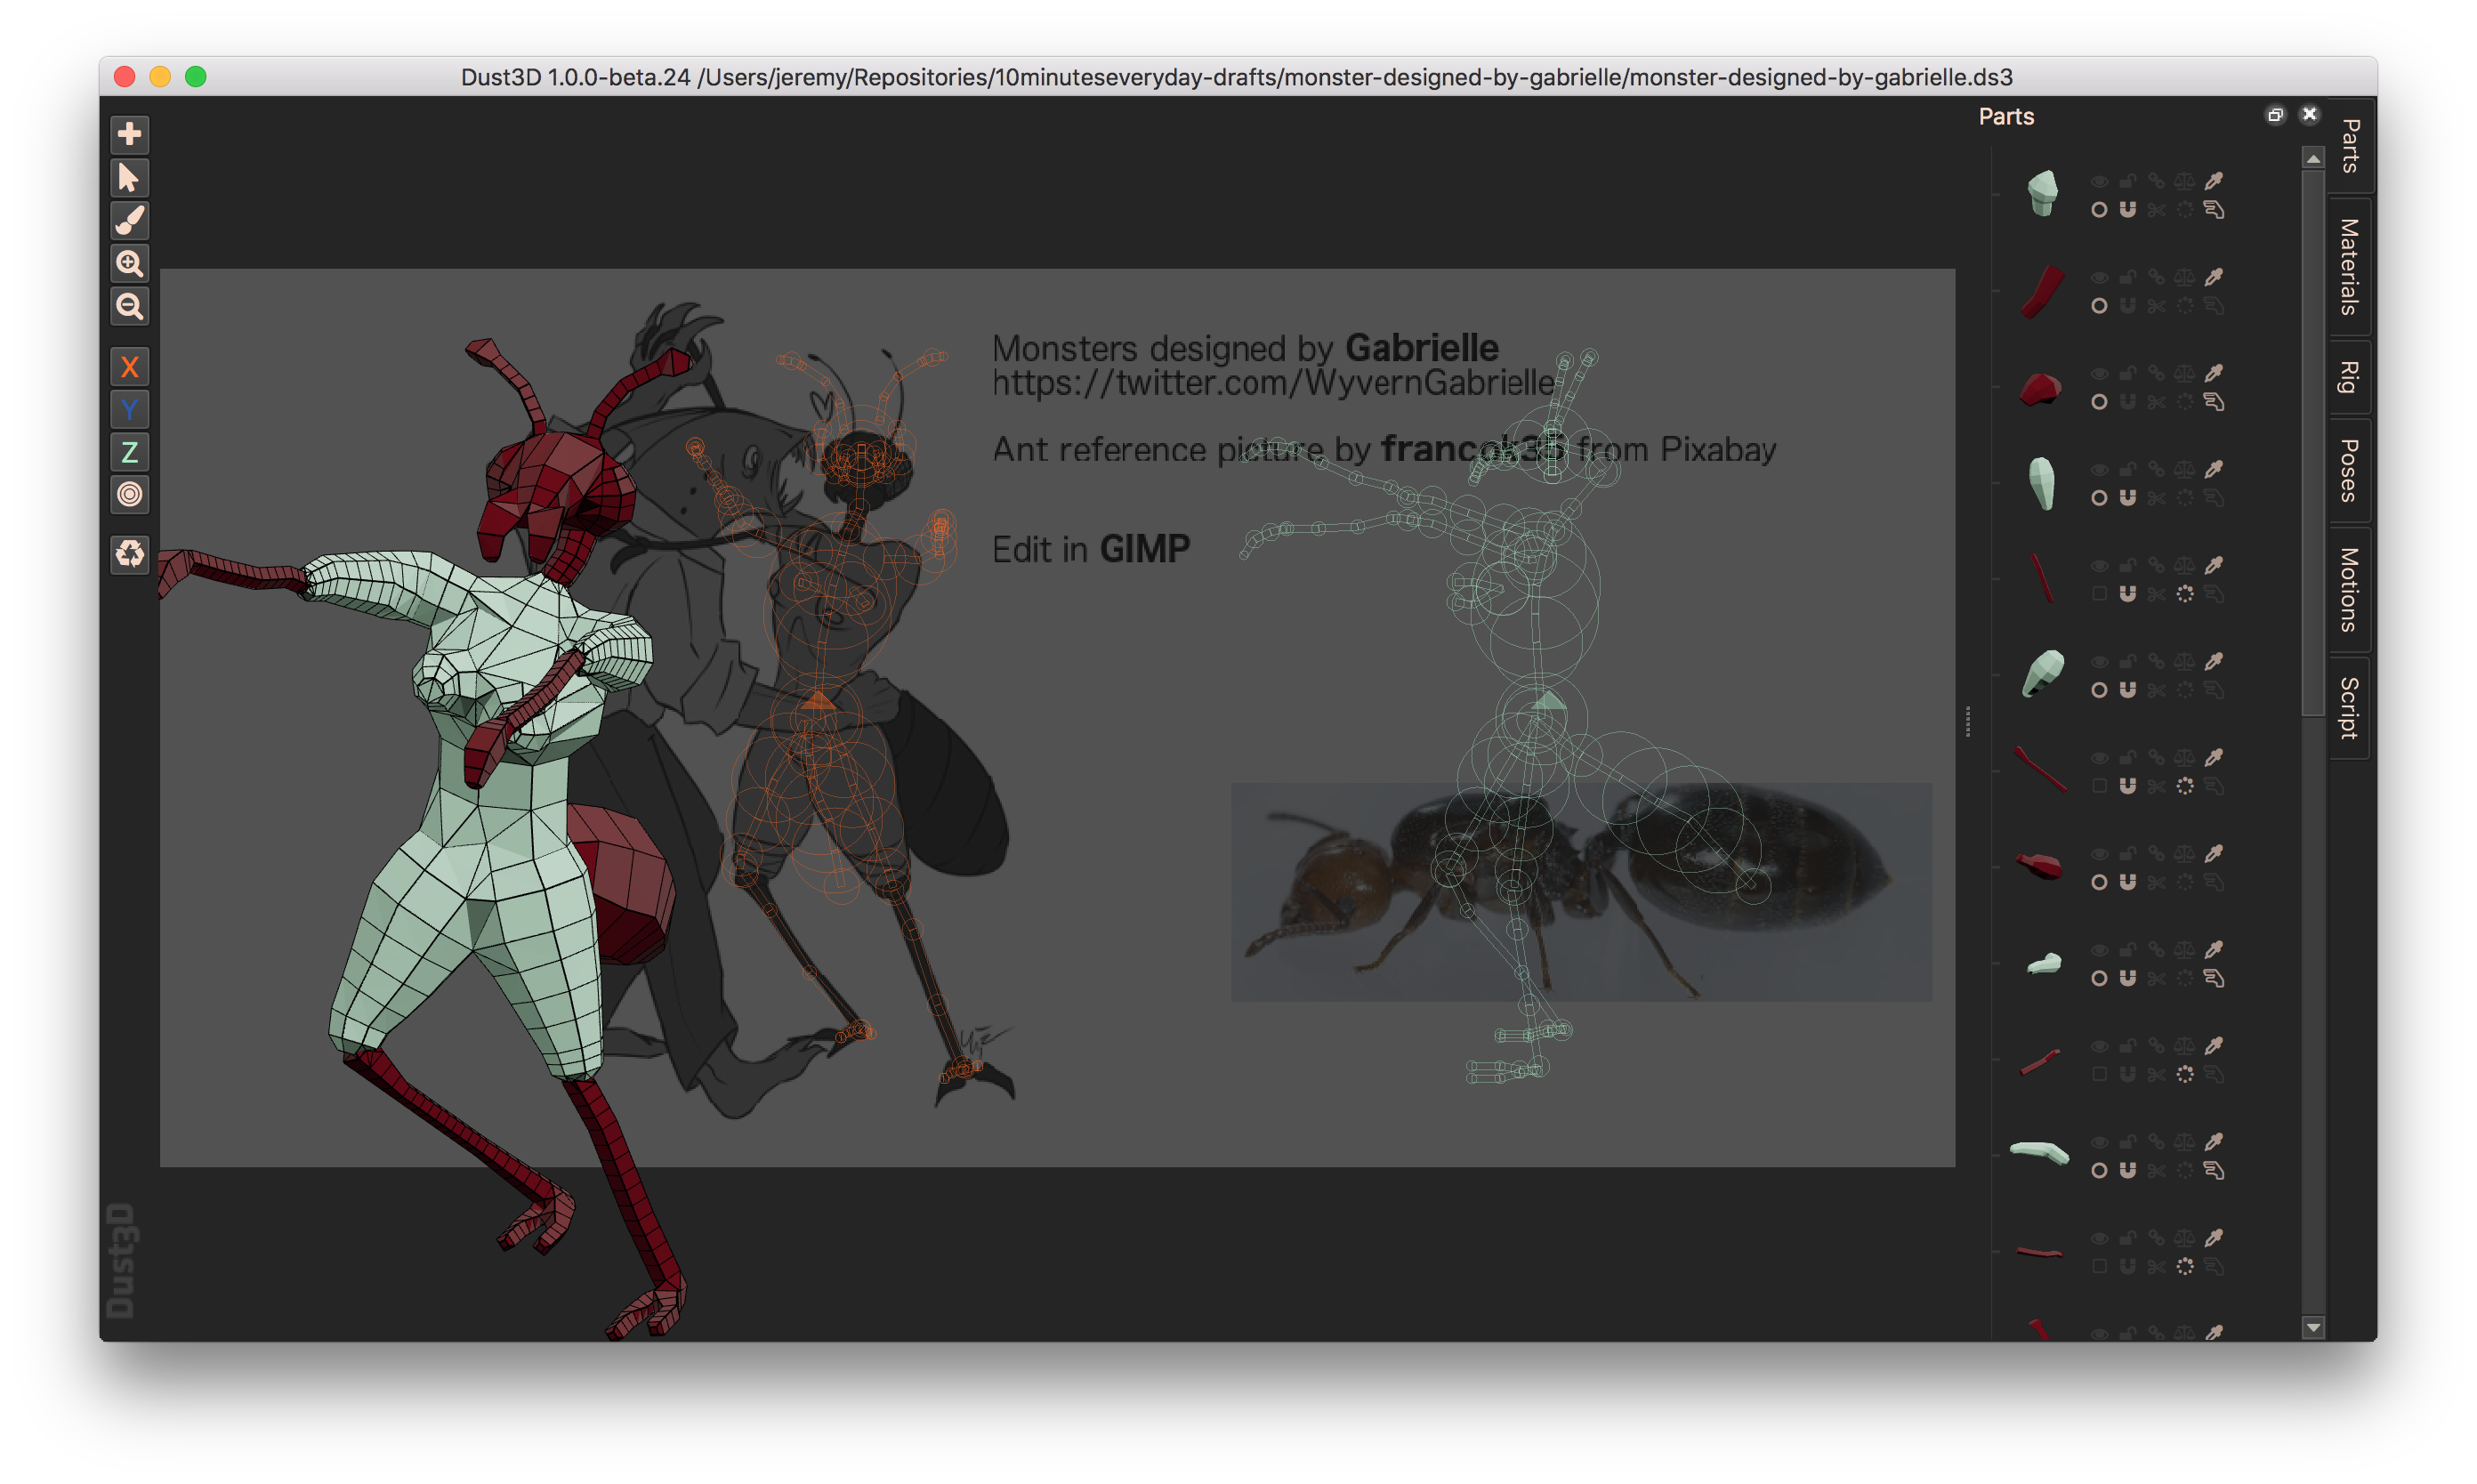 Dust3D 1.0.0-beta.24 /Users/jeremy/Repositories/10minuteseveryday-drafts/monster-designed-by-gabrielle/monster-designed-by-gabrielle.ds3
Parts
Parts
Materials
Rig
Poses
Motions
Script
X
Y
Z
Monsters designed by Gabrielle
https://twitter.com/WyvernGabrielle
Ant reference picture by franc 36 from Pixabay
Edit in GIMP
Dust3D